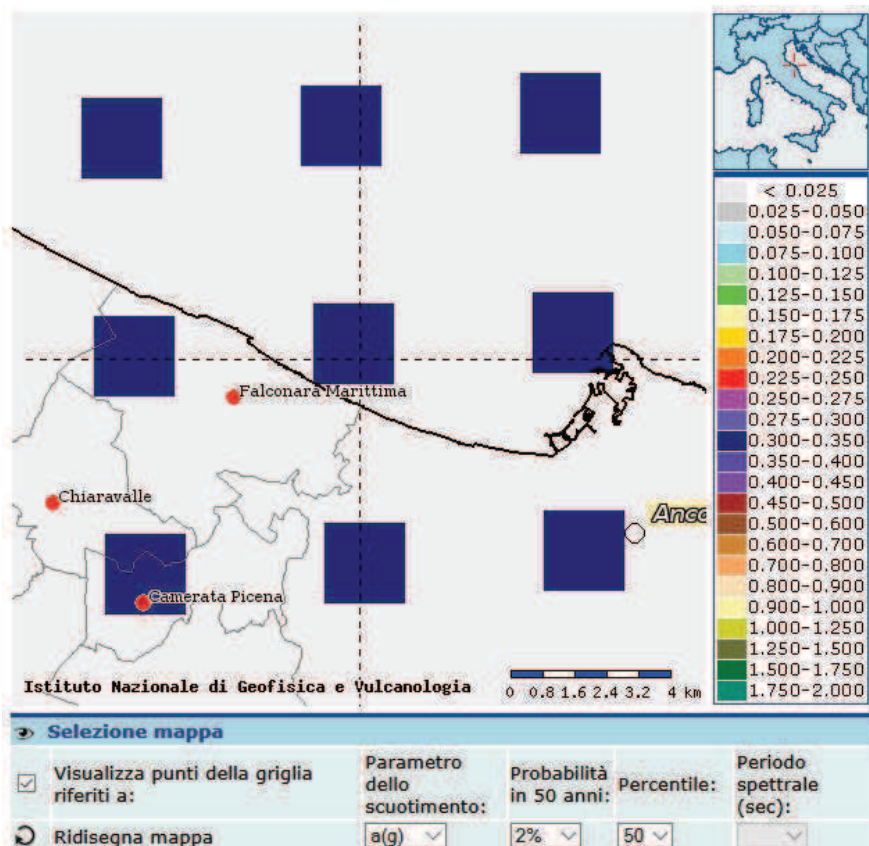 < 0.025
0.025-0.050
0.050-0.075
0.075-0.100
0.100-0.125
0.125-0.150
0.150-0.175
0.175-0.200
0.200-0.225
0.225-0.250
0.250-0.275
0.275-0.300
0.300-0.350
0.350-0.400
0.400-0.450
0.450-0.500
0.500-0.600
0.600-0.700
0.700-0.800
0.800-0.900
0.900-1.000
1.000-1.250
1.250-1.500
1.500-1.750
1.750-2.000
Falconara Marittima
Chiaravalle
Anco
Camerata Picena
Istituto Nazionale di Geofisica e Vulcanologia
0 0.8 1.6 2.4 3.2 4 km
Selezione mappa
Visualizza punti della griglia
riferiti a:
Parametro
dello
scuotimento:
Probabilità
in 50 anni:
Percentile:
Periodo
spettrale
(sec):
Ridisegna mappa
a(g)
2%
50